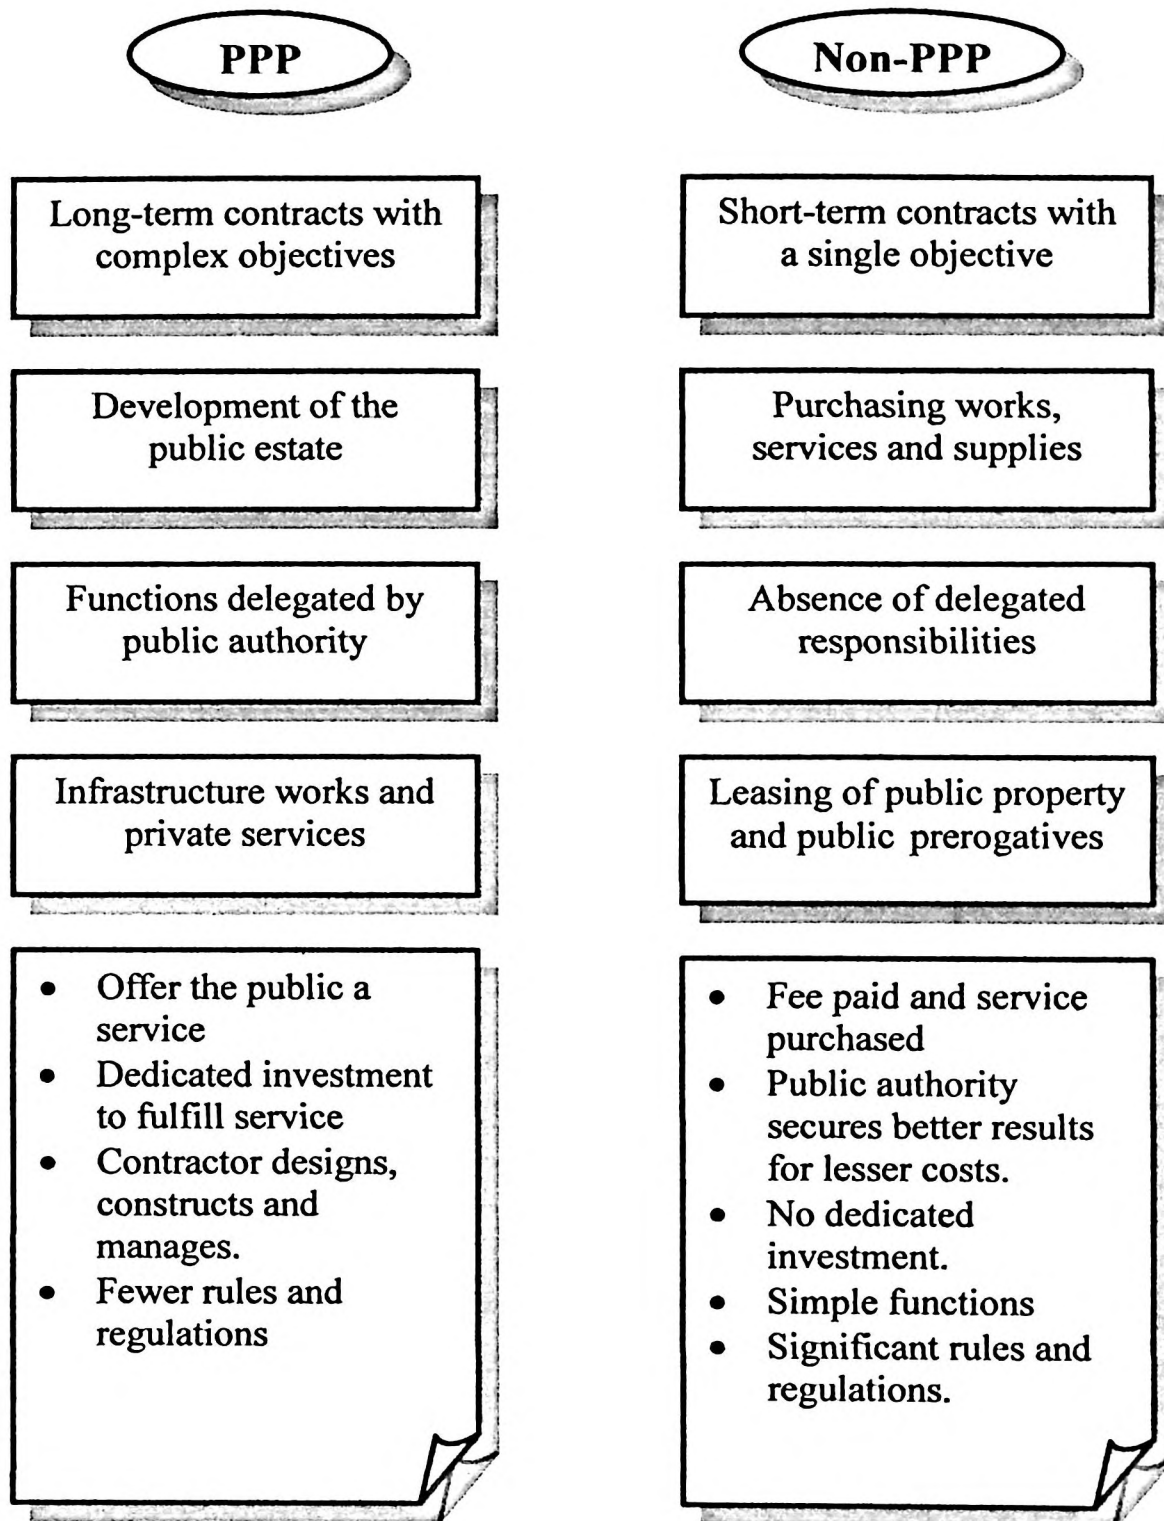 PPP
Long-term contracts with
complex objectives
Development of the
public estate
Functions delegated by
public authority
Infrastructure works and
private services
• Offer the public a
service
• Dedicated investment
to fulfill service
• Contractor designs,
constructs and
manages.
• Fewer rules and
regulations
Non-PPP
Short-term contracts with
a single objective
Purchasing works,
services and supplies
Absence of delegated
responsibilities
Leasing of public property
and public prerogatives
• Fee paid and service
purchased
• Public authority
secures better results
for lesser costs.
• No dedicated
investment.
• Simple functions
• Significant rules and
regulations.